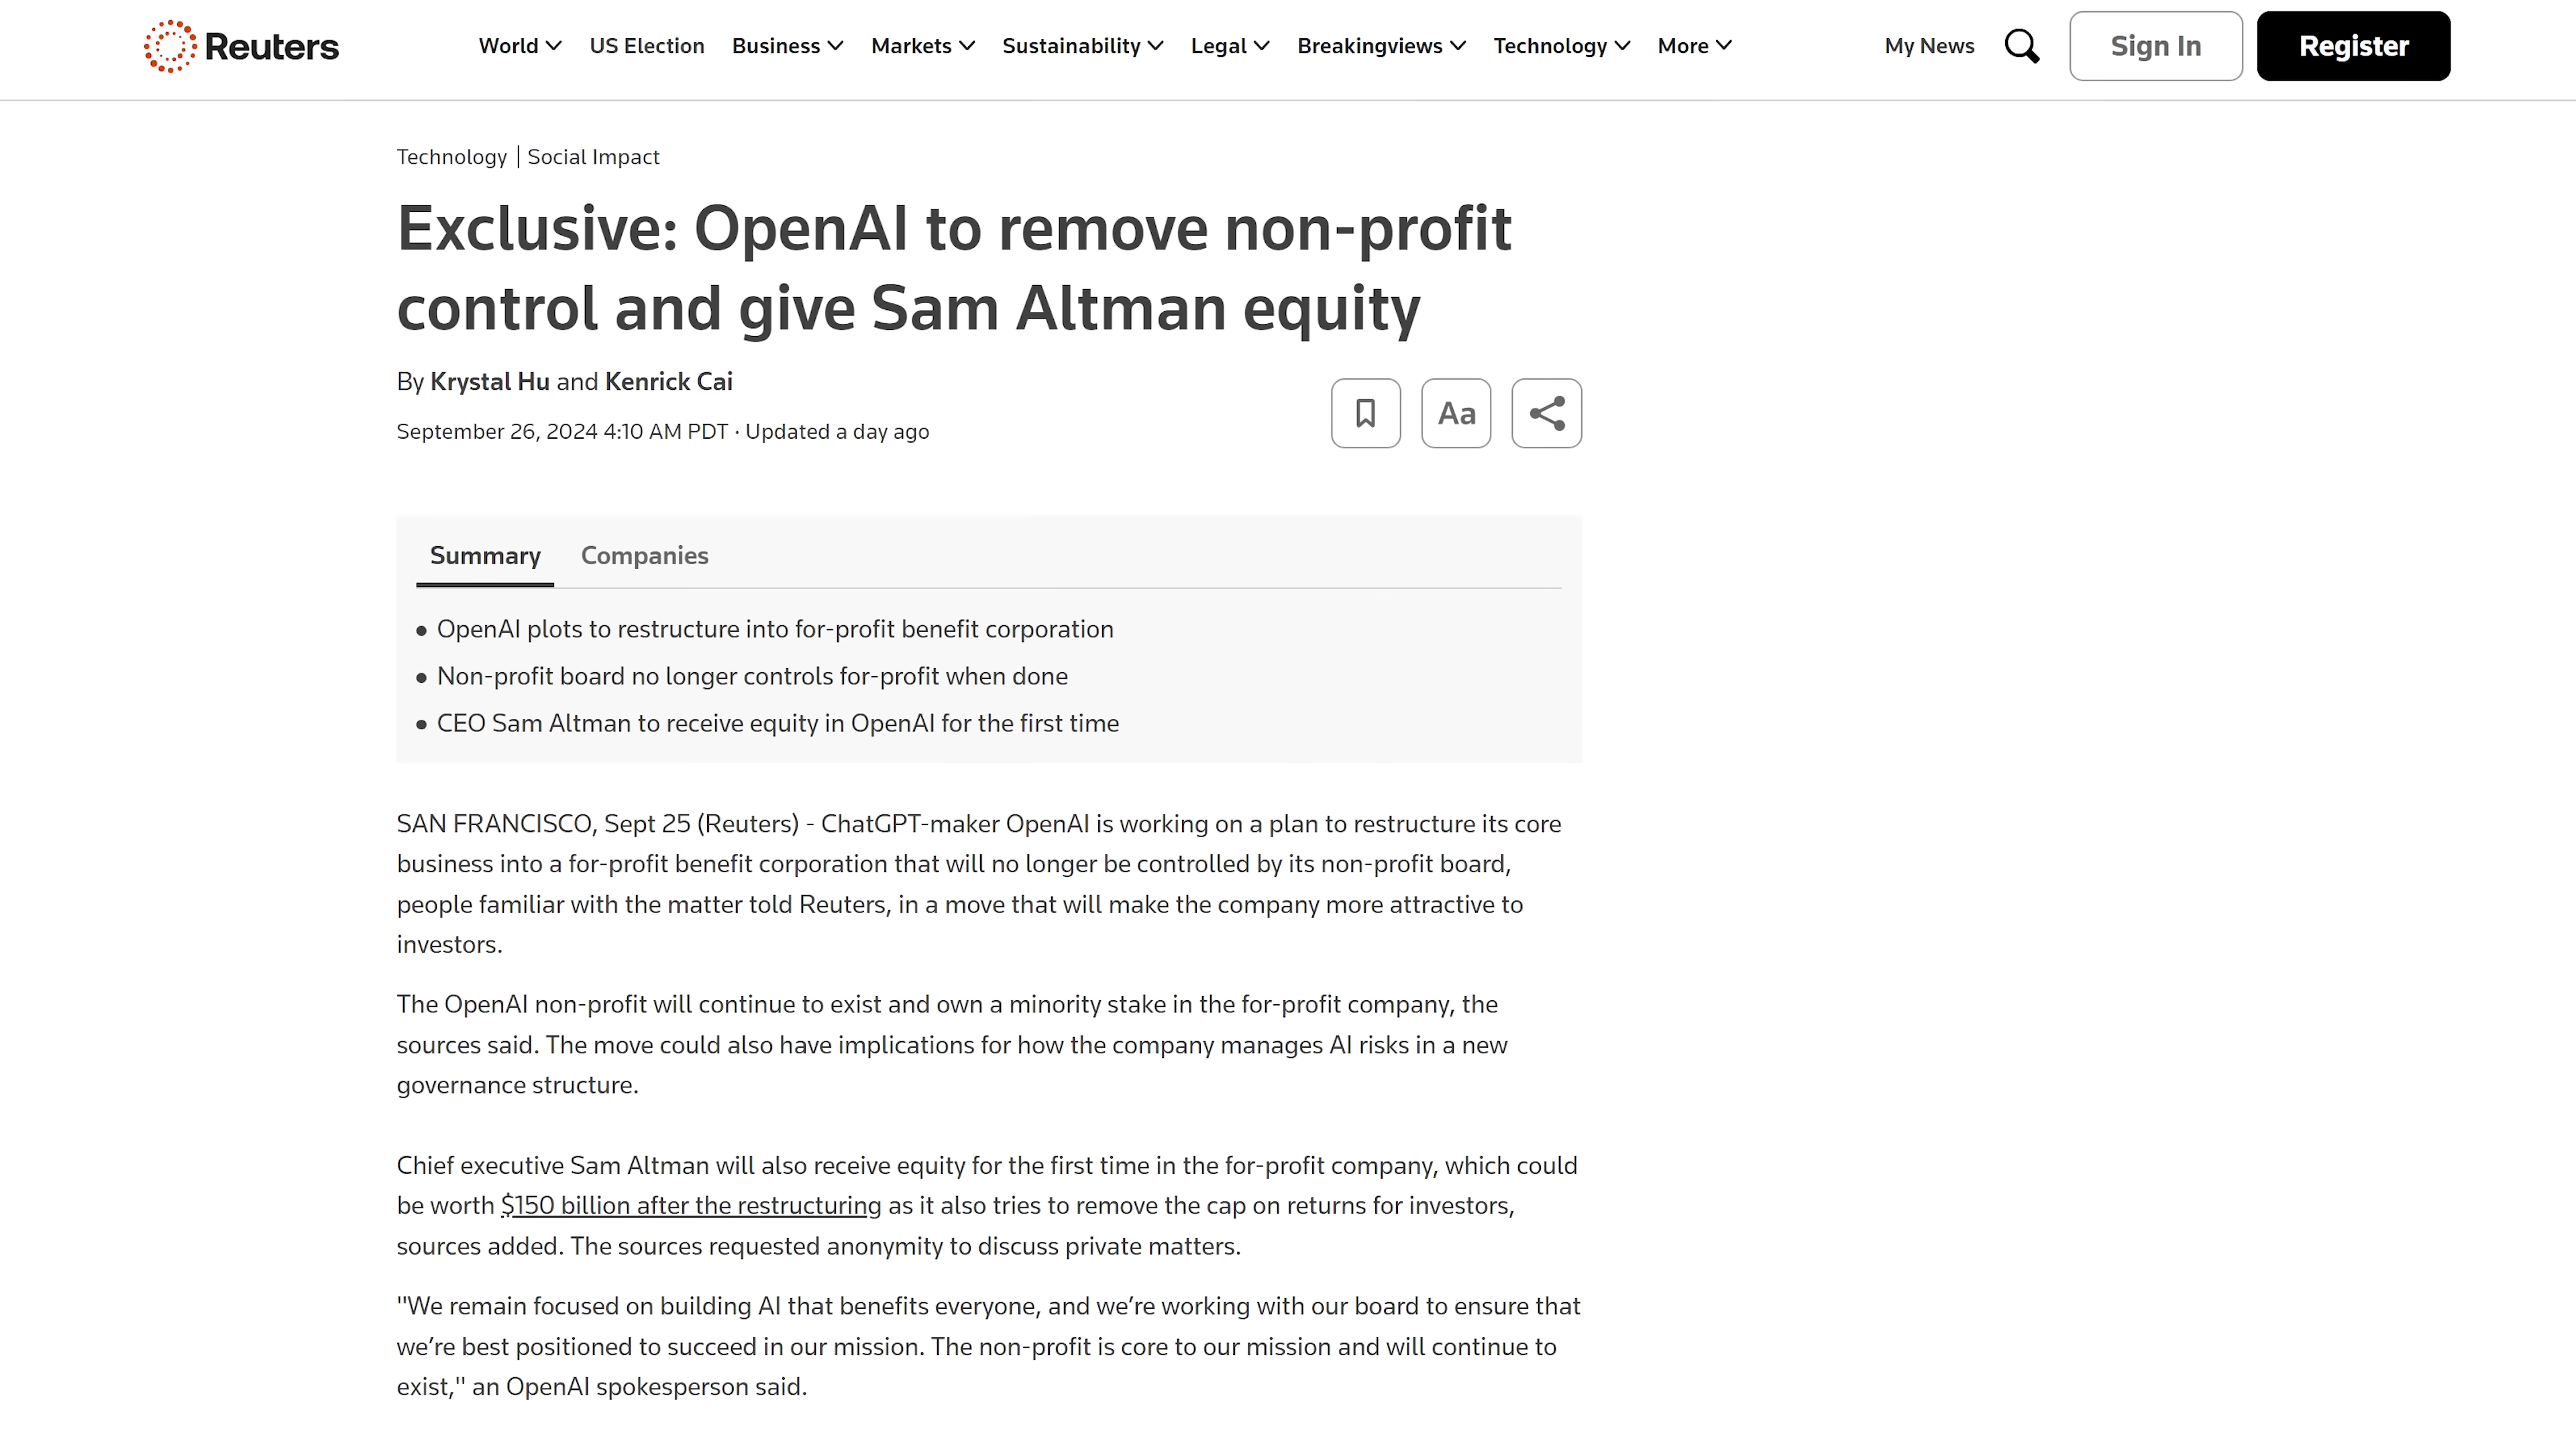 Reuters
World US Election Business Markets Sustainability Legal Breakingviews Technology More My News Sign In Register
Technology | Social Impact
Exclusive: OpenAI to remove non-profit
control and give Sam Altman equity
By Krystal Hu and Kenrick Cai
September 26, 2024 4:10 AM PDT · Updated a day ago
Aa
Summary Companies
• OpenAI plots to restructure into for-profit benefit corporation
• Non-profit board no longer controls for-profit when done
• CEO Sam Altman to receive equity in OpenAI for the first time
SAN FRANCISCO, Sept 25 (Reuters) - ChatGPT-maker OpenAI is working on a plan to restructure its core
business into a for-profit benefit corporation that will no longer be controlled by its non-profit board,
people familiar with the matter told Reuters, in a move that will make the company more attractive to
investors.
The OpenAI non-profit will continue to exist and own a minority stake in the for-profit company, the
sources said. The move could also have implications for how the company manages AI risks in a new
governance structure.
Chief executive Sam Altman will also receive equity for the first time in the for-profit company, which could
be worth $150 billion after the restructuring as it also tries to remove the cap on returns for investors,
sources added. The sources requested anonymity to discuss private matters.
"We remain focused on building AI that benefits everyone, and we’re working with our board to ensure that
we’re best positioned to succeed in our mission. The non-profit is core to our mission and will continue to
exist," an OpenAI spokesperson said.